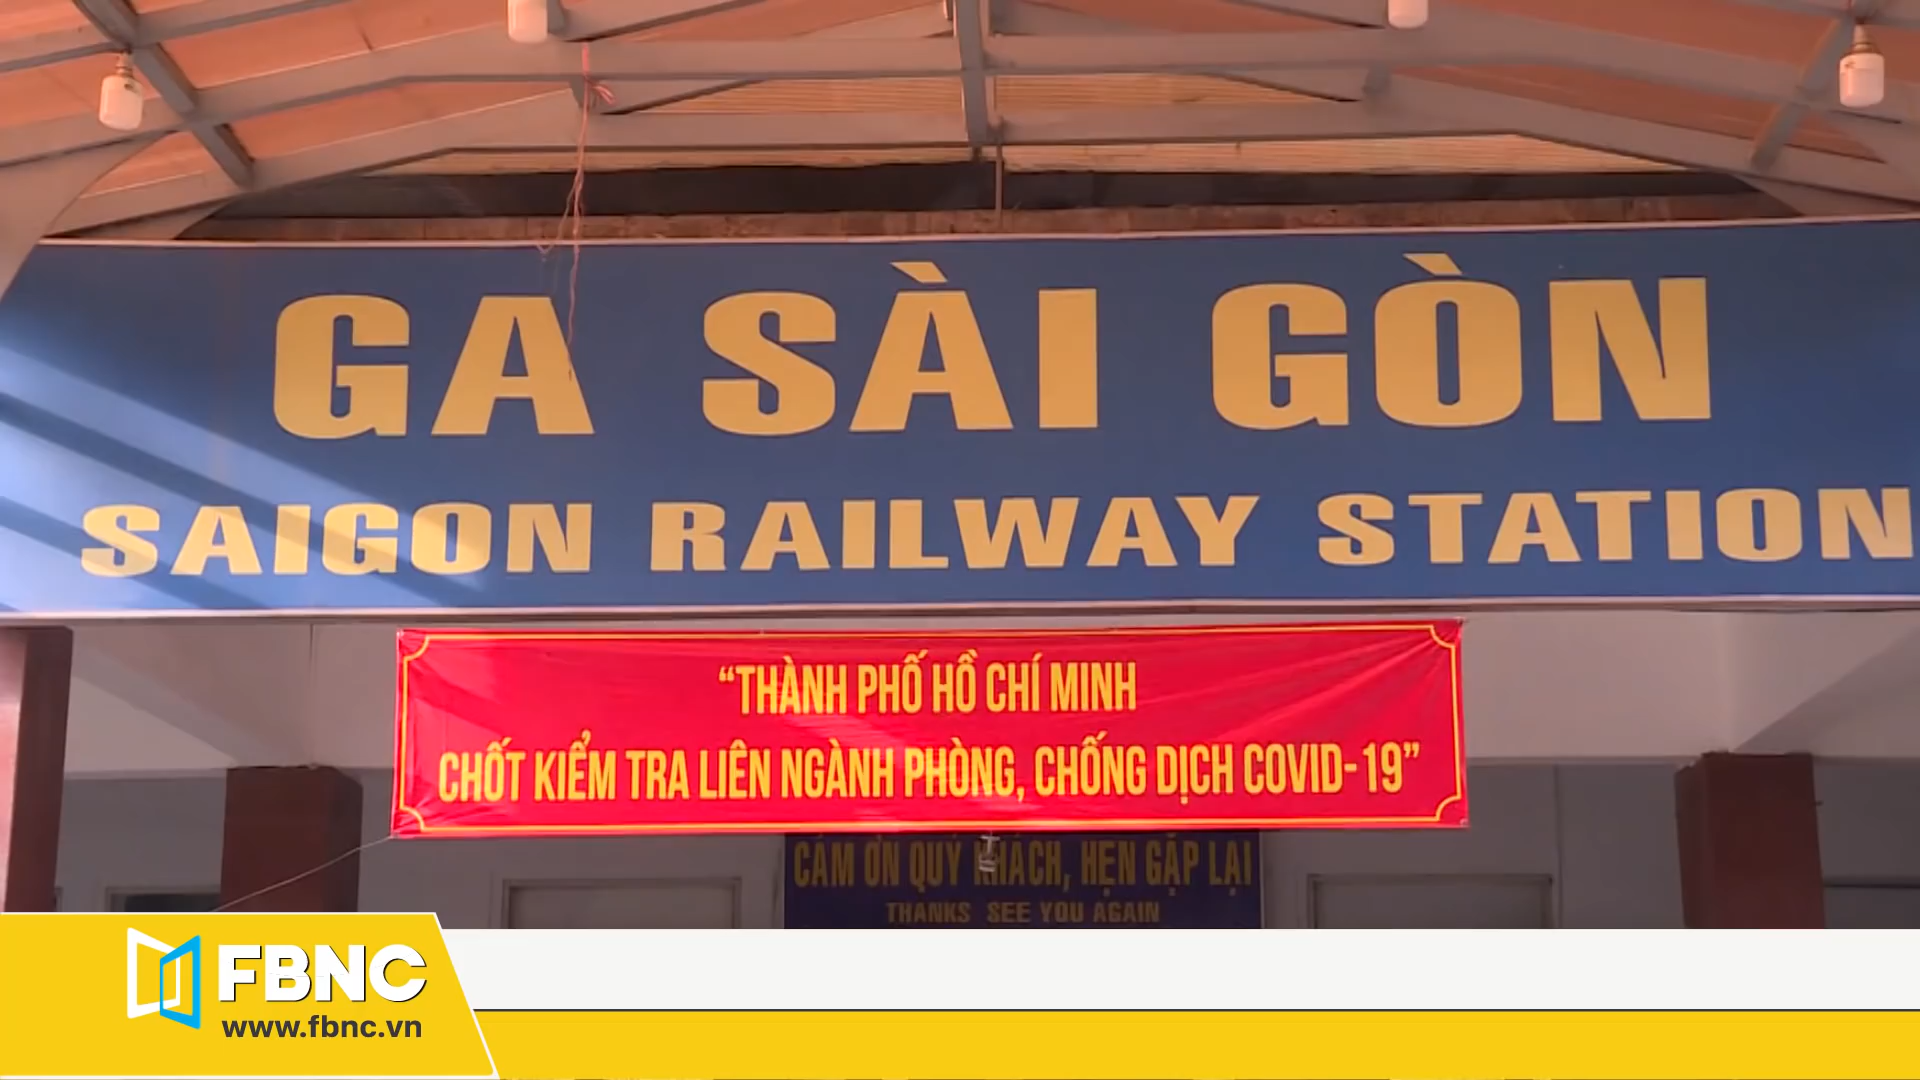 GA SÀI GÒN
SAIGON RAILWAY STATION
“THÀNH PHỐ HỒ CHÍ MINH
CHỐT KIỂM TRA LIÊN NGÀNH PHÒNG, CHỐNG DỊCH COVID-19”
CÁM ƠN QUÝ KHÁCH, HẸN GẶP LẠI
THANKS SEE YOU AGAIN
FBNC
www.fbnc.vn